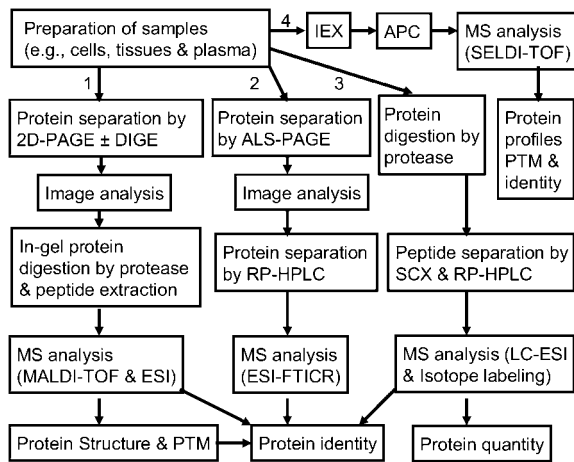 Preparation of samples
(e.g., cells, tissues & plasma)
4
IEX
APC
MS analysis
(SELDI-TOF)
1
2
3
Protein separation by
2D-PAGE ± DIGE
Protein separation
by ALS-PAGE
Protein
digestion by
protease
Protein
profiles
PTM &
identity
Image analysis
Image analysis
In-gel protein
digestion by protease
& peptide extraction
Protein separation
by RP-HPLC
Peptide separation by
SCX & RP-HPLC
MS analysis
(MALDI-TOF & ESI)
MS analysis
(ESI-FTICR)
MS analysis (LC-ESI
& Isotope labeling)
Protein Structure & PTM
Protein identity
Protein quantity